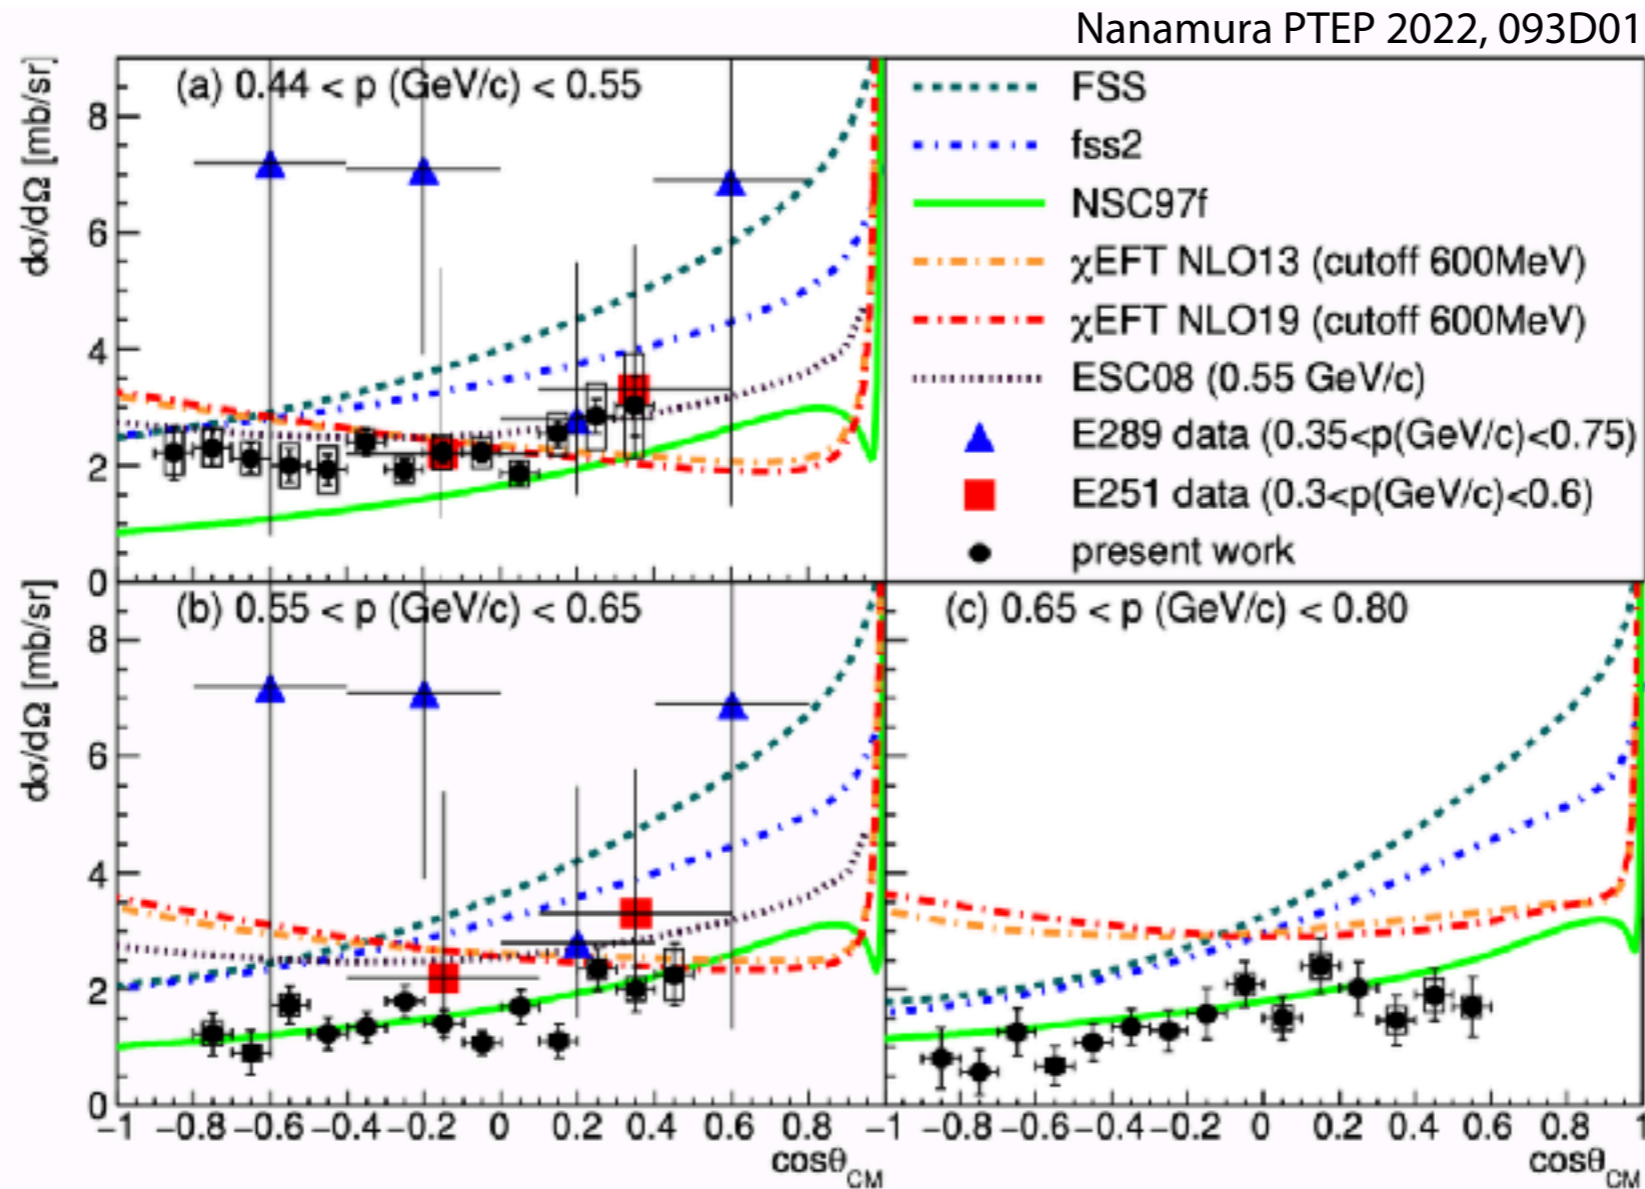 Nanamura PTEP 2022, 093D01
dσ/dΩ [mb/sr]
(a) 0.44 < p (GeV/c) < 0.55
8
6
4
2
0
FSS
fss2
NSC97f
χEFT NLO13 (cutoff 600MeV)
χEFT NLO19 (cutoff 600MeV)
ESC08 (0.55 GeV/c)
E289 data (0.35<p(GeV/c)<0.75)
E251 data (0.3<p(GeV/c)<0.6)
present work
dσ/dΩ [mb/sr]
(b) 0.55 < p (GeV/c) < 0.65
8
6
4
2
0
(c) 0.65 < p (GeV/c) < 0.80
−1 −0.8 −0.6 −0.4 −0.2 0 0.2 0.4 0.6 0.8 −1 −0.8 −0.6 −0.4 −0.2 0 0.2 0.4 0.6 0.8 1
cosθCM cosθCM